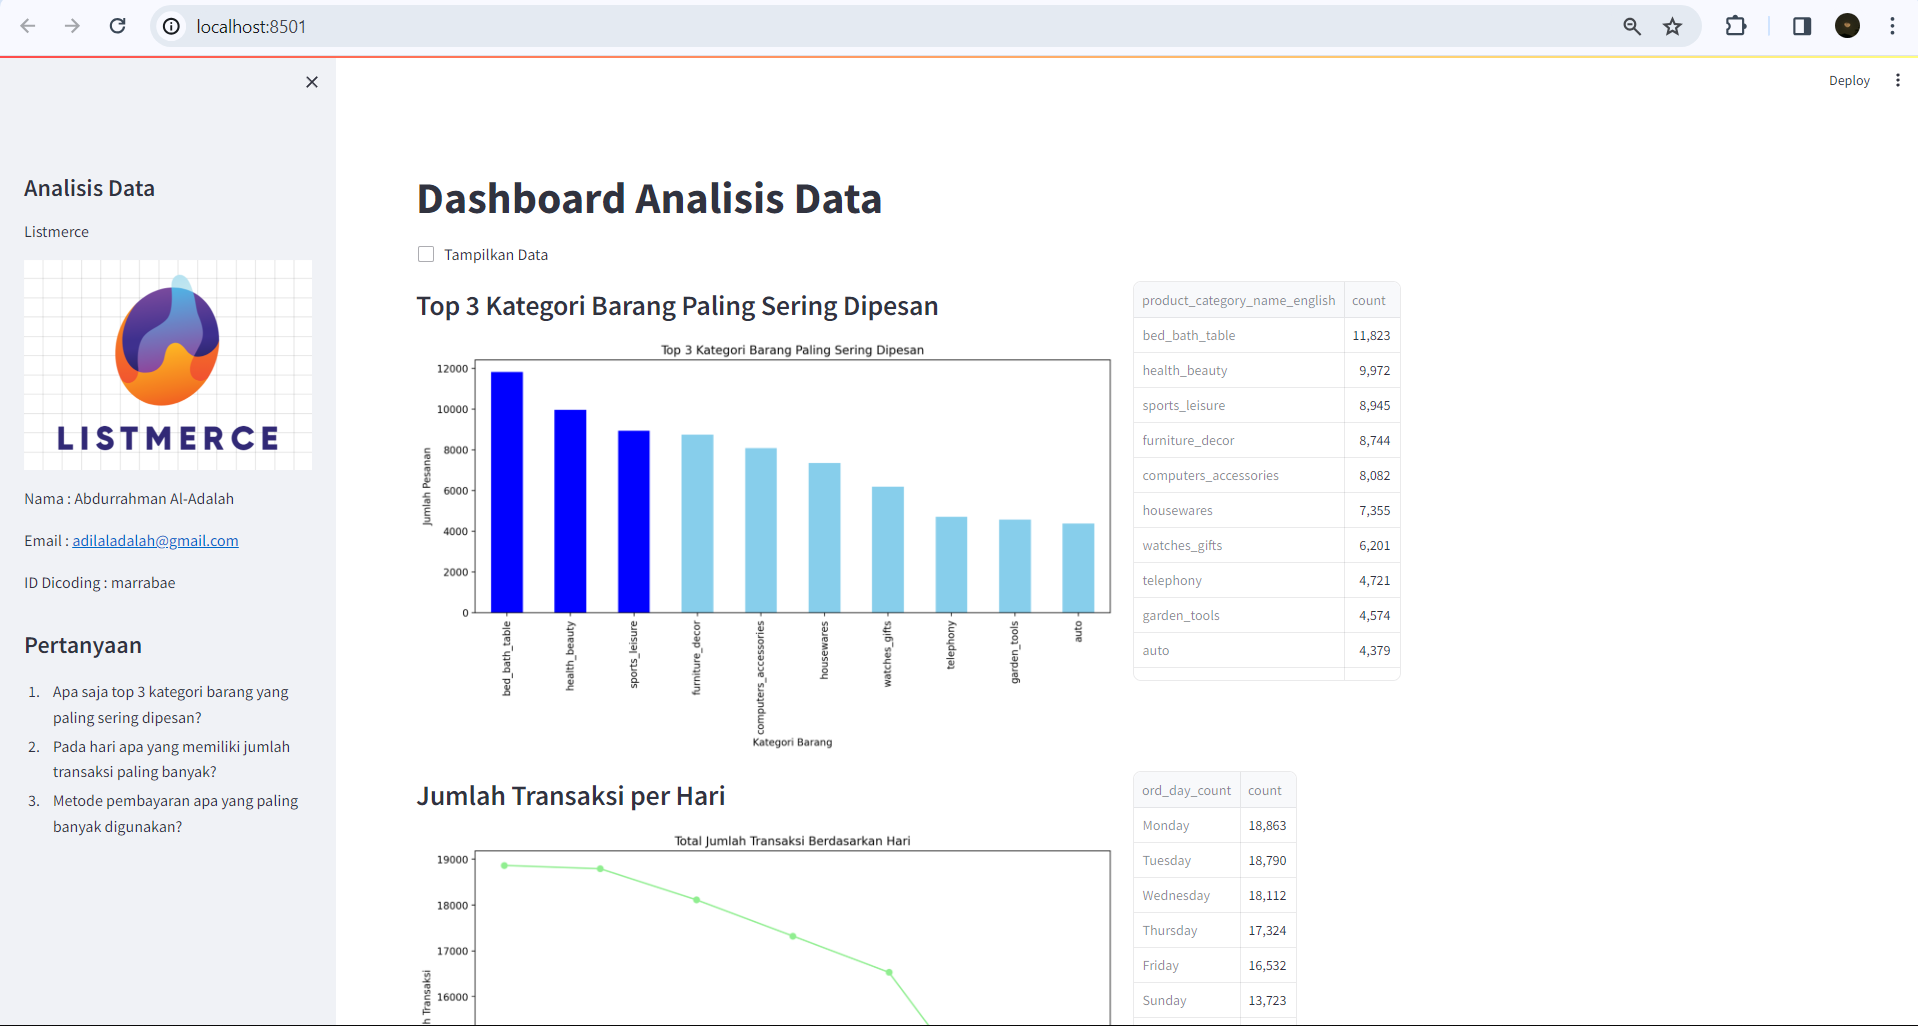 localhost:8501
Deploy
Analisis Data
Listmerce
LISTMERCE
Nama : Abdurrahman Al-Adalah
Email : adilaladalah@gmail.com
ID Dicoding : marrabae
Pertanyaan
1. Apa saja top 3 kategori barang yang
paling sering dipesan?
2. Pada hari apa yang memiliki jumlah
transaksi paling banyak?
3. Metode pembayaran apa yang paling
banyak digunakan?
Dashboard Analisis Data
Tampilkan Data
Top 3 Kategori Barang Paling Sering Dipesan
Top 3 Kategori Barang Paling Sering Dipesan
Jumlah Pesanan
12000
10000
8000
6000
4000
2000
0
bed_bath_table
health_beauty
sports_leisure
furniture_decor
computers_accessories
housewares
watches_gifts
telephony
garden_tools
auto
Kategori Barang
product_category_name_english count
bed_bath_table 11,823
health_beauty 9,972
sports_leisure 8,945
furniture_decor 8,744
computers_accessories 8,082
housewares 7,355
watches_gifts 6,201
telephony 4,721
garden_tools 4,574
auto 4,379
Jumlah Transaksi per Hari
Total Jumlah Transaksi Berdasarkan Hari
h Transaksi
19000
18000
17000
16000
ord_day_count count
Monday 18,863
Tuesday 18,790
Wednesday 18,112
Thursday 17,324
Friday 16,532
Sunday 13,723